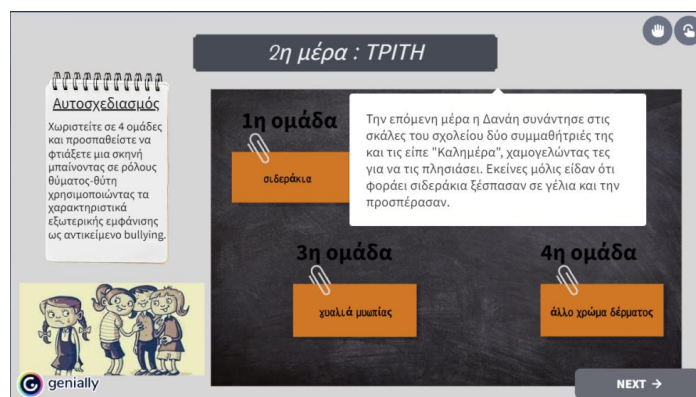 2η μέρα : ΤΡΙΤΗ
Αυτοσχεδιασμός
Χωριστείτε σε 4 ομάδες
και προσπαθείστε να
φτιάξετε μια σκηνή
μπαίνοντας σε ρόλους
θύματος-θύτη
χρησιμοποιώντας τα
χαρακτηριστικά
εξωτερικής εμφάνισης
ως αντικείμενο bullying.
1η ομάδα
σιδεράκια
Την επόμενη μέρα η Δανάη συνάντησε στις
σκάλες του σχολείου δύο συμμαθήτριές της
και τις είπε "Καλημέρα", χαμογελώντας τες
για να τις πλησιάσει. Εκείνες μόλις είδαν ότι
φοράει σιδεράκια ξέσπασαν σε γέλια και την
προσπέρασαν.
3η ομάδα
γυαλιά μυωπίας
4η ομάδα
άλλο χρώμα δέρματος
genially
NEXT →